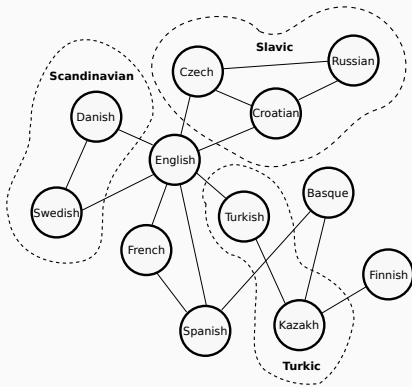 Slavic
Russian
Czech
Scandinavian
Croatian
Danish
English
Basque
Swedish
Turkish
French
Finnish
Spanish
Kazakh
Turkic